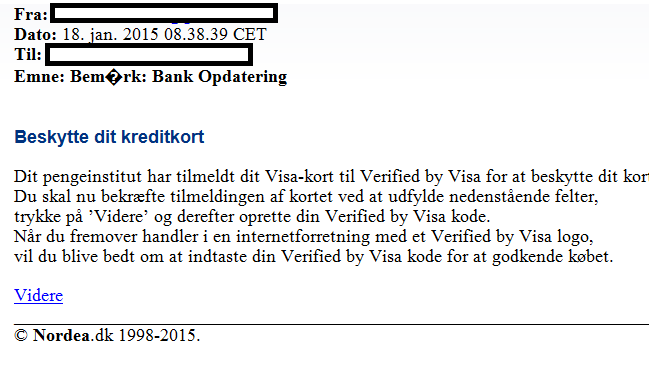 Fra:
Dato: 18. jan. 2015 08.38.39 CET
Til:
Emne: Bem�rk: Bank Opdatering
Beskytte dit kreditkort
Dit pengeinstitut har tilmeldt dit Visa-kort til Verified by Visa for at beskytte dit kort
Du skal nu bekræfte tilmeldingen af kortet ved at udfylde nedenstående felter,
trykke på ’Videre’ og derefter oprette din Verified by Visa kode.
Når du fremover handler i en internetforretning med et Verified by Visa logo,
vil du blive bedt om at indtaste din Verified by Visa kode for at godkende købet.
Videre
© Nordea.dk 1998-2015.